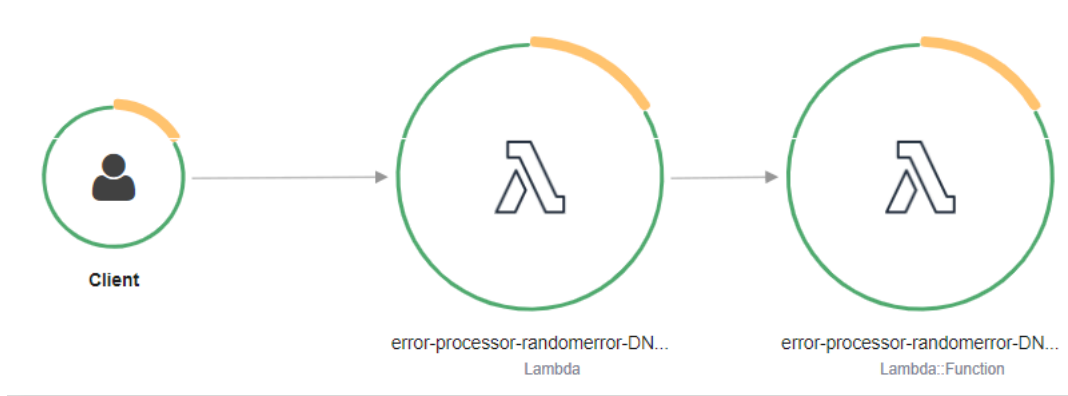 Client
error-processor-randomerror-DN...
Lambda
error-processor-randomerror-DN...
Lambda::Function